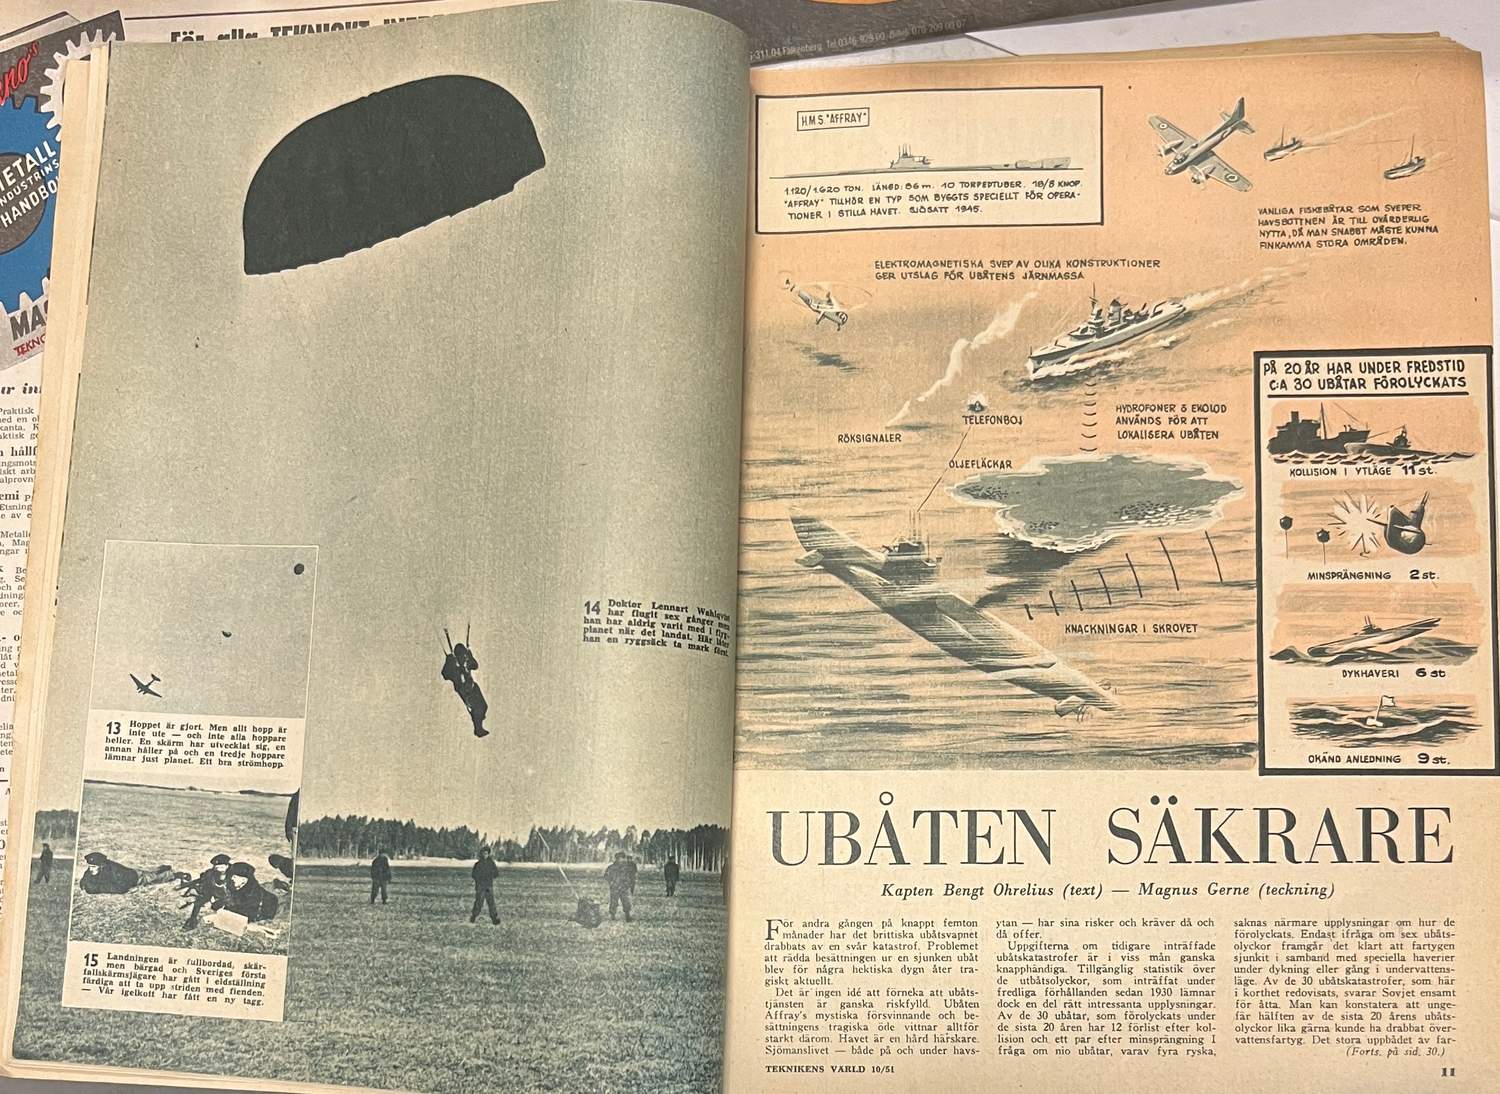 För alla
ETALL
INDUSTRINS
HANDBO
14 Doktor Lennart Wahlqvist
har flugit sex gånger men
han har aldrig varit med i flyg-
planet när det landat. Här låter
han en ryggsäck ta mark först.
13 Hoppet är gjort. Men allt hopp är
inte ute — och inte alla hoppare
heller. En skärm har utvecklat sig, en
annan håller på och en tredje hoppare
lämnar just planet. Ett bra strömhopp.
15 Landningen är fullbordad, skär-
men bärgad och Sveriges första
fallskärmsjägare har gått i eldställning
färdiga att ta upp striden med fienden.
— Vår igelkott har fått en ny tagg.
H.M.S. "AFFRAY"
1.120/1.620 TON. LÄNGD: 86 m. 10 TORPEDTUBER. 18/8 KNOP.
"AFFRAY" TILLHÖR EN TYP SOM BYGGTS SPECIELLT FÖR OPERA-
TIONER I STILLA HAVET. SJÖSATT 1945.
VANLIGA FISKEBÅTAR SOM SVEPER
HAVSBOTTNEN ÄR TILL OVÄRDERLIG
NYTTA, DÅ MAN SNABBT MÅSTE KUNNA
FINKAMMA STORA OMRÅDEN.
ELEKTROMAGNETISKA SVEP AV OLIKA KONSTRUKTIONER
GER UTSLAG FÖR UBÅTENS JÄRNMASSA
TELEFONBOJ
RÖKSIGNALER
HYDROFONER & EKOLOD
ANVÄNDS FÖR ATT
LOKALISERA UBÅTEN
OLJEFLÄCKAR
KNACKNINGAR I SKROVET
PÅ 20 ÅR HAR UNDER FREDSTID
C:A 30 UBÅTAR FÖROLYCKATS
KOLLISION I YTLÄGE 11 st.
MINSPRÄNGNING 2 st.
DYKHAVERI 6 st
OKÄND ANLEDNING 9 st.
UBÅTEN SÄKRARE
Kapten Bengt Ohrelius (text) — Magnus Gerne (teckning)
För andra gången på knappt femton
månader har det brittiska ubåtsvapnet
drabbats av en svår katastrof. Problemet
att rädda besättningen ur en sjunken ubåt
blev för några hektiska dygn åter tra-
giskt aktuellt.
Det är ingen idé att förneka att ubåts-
tjänsten är ganska riskfylld. Ubåten
Affray's mystiska försvinnande och be-
sättningens tragiska öde vittnar alltför
starkt därom. Havet är en hård härskare.
Sjömanslivet — både på och under havs-
ytan — har sina risker och kräver då och
då offer.
Uppgifterna om tidigare inträffade
ubåtskatastrofer är i viss mån ganska
knapphändiga. Tillgänglig statistik över
de utbåtsolyckor, som inträffat under
fredliga förhållanden sedan 1930 lämnar
dock en del rätt intressanta upplysningar.
Av de 30 ubåtar, som förolyckats under
de sista 20 åren har 12 förlist efter kol-
lision och ett par efter minsprängning I
fråga om nio ubåtar, varav fyra ryska,
saknas närmare upplysningar om hur de
förolyckats. Endast ifråga om sex ubåts-
olyckor framgår det klart att fartygen
sjunkit i samband med speciella haverier
under dykning eller gång i undervattens-
läge. Av de 30 ubåtskatastrofer, som här
i korthet redovisats, svarar Sovjet ensamt
för åtta. Man kan konstatera att unge-
fär hälften av de sista 20 årens ubåts-
olyckor lika gärna kunde ha drabbat över-
vattensfartyg. Det stora uppbådet av far-
(Forts. på sid. 30.)
TEKNIKENS VÄRLD 10/51
11